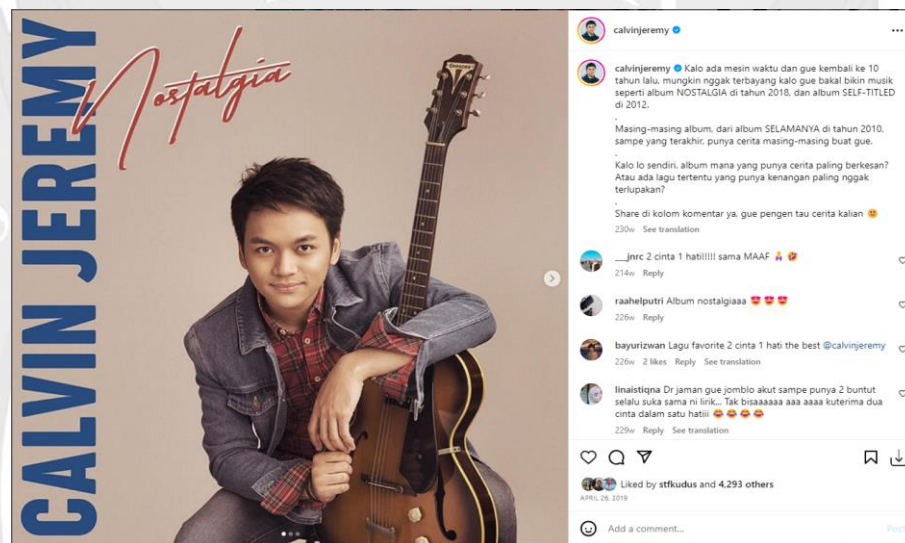 CALVIN JEREMY
Nostalgia
calvinjeremy
calvinjeremy Kalo ada mesin waktu dan gue kembali ke 10
tahun lalu, mungkin nggak terbayang kalo gue bakal bikin musik
seperti album NOSTALGIA di tahun 2018, dan album SELF-TITLED
di 2012.
.
Masing-masing album, dari album SELAMANYA di tahun 2010,
sampe yang terakhir, punya cerita masing-masing buat gue.
.
Kalo lo sendiri, album mana yang punya cerita paling berkesan?
Atau ada lagu tertentu yang punya kenangan paling nggak
terlupakan?
.
Share di kolom komentar ya, gue pengen tau cerita kalian 🙂
230w See translation
__jnrc 2 cinta 1 hati!!!!! sama MAAF 🙏 🤣
214w Reply
raahelputri Album nostalgiaaa 😍 😍 😍
226w Reply
bayurizwan Lagu favorite 2 cinta 1 hati the best @calvinjeremy
226w 2 likes Reply See translation
linaistiqna Dr jaman gue jomblo akut sampe punya 2 buntut
selalu suka sama ni lirik... Tak bisaaaaaa aaa aaaa kuterima dua
cinta dalam satu hatiii 😂 😂 😂 😂
229w Reply See translation
Liked by stfkudus and 4,293 others
APRIL 26, 2019
Add a comment...
Post